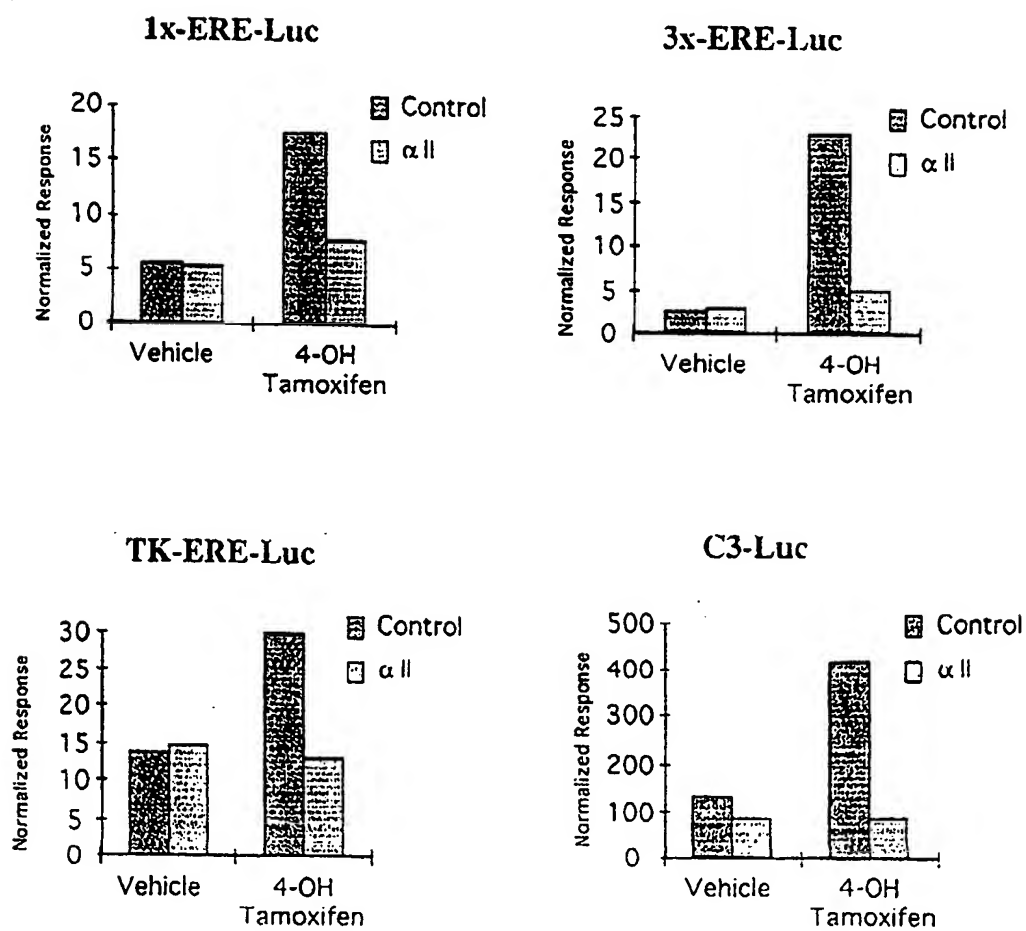 1x-ERE-Luc
Normalized Response
20
15
10
5
0
Control
α II
Vehicle
4-OH
Tamoxifen
3x-ERE-Luc
Normalized Response
25
20
15
10
5
0
Control
α II
Vehicle
4-OH
Tamoxifen
TK-ERE-Luc
Normalized Response
30
25
20
15
10
5
0
Control
α II
Vehicle
4-OH
Tamoxifen
C3-Luc
Normalized Response
500
400
300
200
100
0
Control
α II
Vehicle
4-OH
Tamoxifen